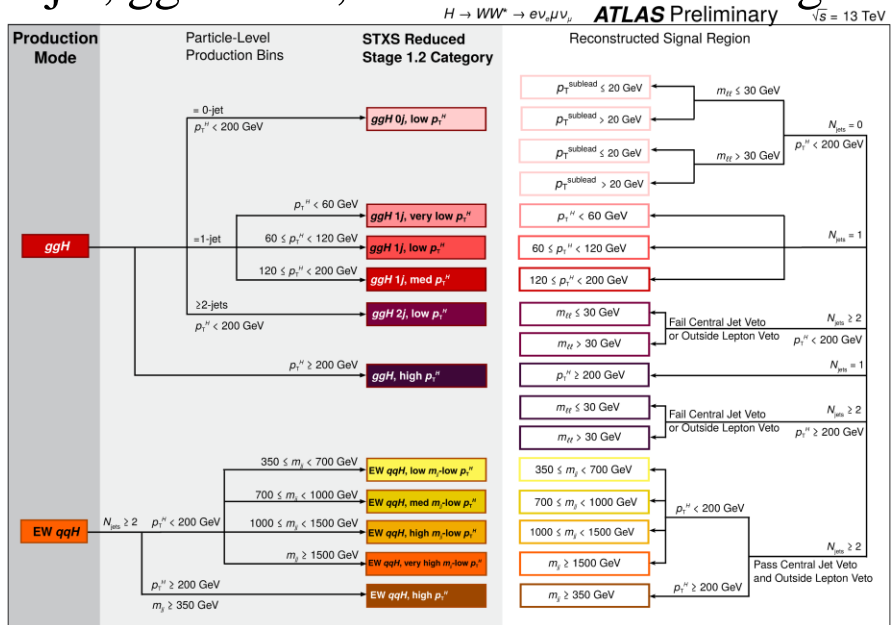 H → WW* → eνₑμν_μ ATLAS Preliminary √s = 13 TeV
Production Mode
Particle-Level Production Bins
STXS Reduced Stage 1.2 Category
Reconstructed Signal Region
ggH
= 0-jet
p_T^H < 200 GeV
ggH 0j, low p_T^H
=1-jet
p_T^H < 60 GeV
ggH 1j, very low p_T^H
60 ≤ p_T^H < 120 GeV
ggH 1j, low p_T^H
120 ≤ p_T^H < 200 GeV
ggH 1j, med p_T^H
≥2-jets
p_T^H < 200 GeV
ggH 2j, low p_T^H
p_T^H ≥ 200 GeV
ggH, high p_T^H
EW qqH
N_jets ≥ 2
p_T^H < 200 GeV
350 ≤ m_jj < 700 GeV
EW qqH, low m_jj-low p_T^H
700 ≤ m_jj < 1000 GeV
EW qqH, med m_jj-low p_T^H
1000 ≤ m_jj < 1500 GeV
EW qqH, high m_jj-low p_T^H
m_jj ≥ 1500 GeV
EW qqH, very high m_jj-low p_T^H
p_T^H ≥ 200 GeV
m_jj ≥ 350 GeV
EW qqH, high p_T^H
p_T^sublead ≤ 20 GeV
p_T^sublead > 20 GeV
m_ℓℓ ≤ 30 GeV
p_T^sublead ≤ 20 GeV
p_T^sublead > 20 GeV
m_ℓℓ > 30 GeV
N_jets = 0
p_T^H < 200 GeV
p_T^H < 60 GeV
60 ≤ p_T^H < 120 GeV
120 ≤ p_T^H < 200 GeV
N_jets = 1
m_ℓℓ ≤ 30 GeV
m_ℓℓ > 30 GeV
Fail Central Jet Veto
or Outside Lepton Veto
N_jets ≥ 2
p_T^H < 200 GeV
p_T^H ≥ 200 GeV
N_jets = 1
m_ℓℓ ≤ 30 GeV
m_ℓℓ > 30 GeV
Fail Central Jet Veto
or Outside Lepton Veto
N_jets ≥ 2
p_T^H ≥ 200 GeV
350 ≤ m_jj < 700 GeV
700 ≤ m_jj < 1000 GeV
1000 ≤ m_jj < 1500 GeV
m_jj ≥ 1500 GeV
p_T^H < 200 GeV
m_jj ≥ 350 GeV
p_T^H ≥ 200 GeV
N_jets ≥ 2
Pass Central Jet Veto
and Outside Lepton Veto